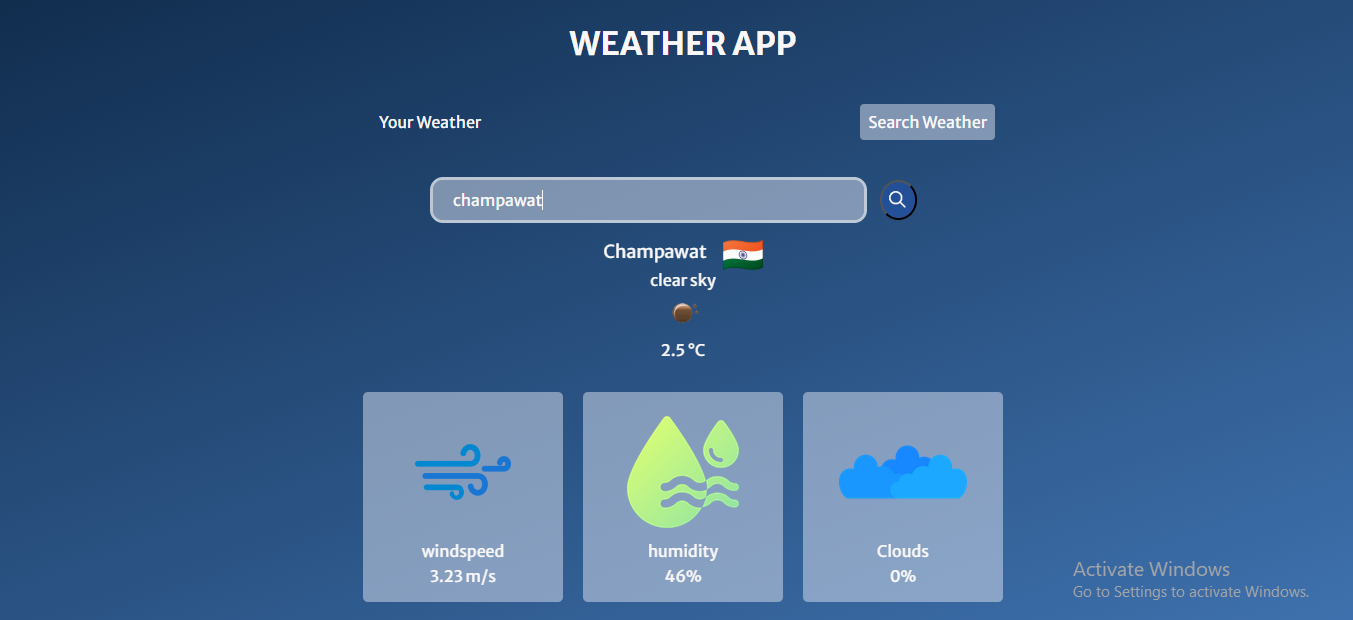 WEATHER APP
Your Weather
Search Weather
champawat
Champawat
clear sky
2.5 °C
windspeed
3.23 m/s
humidity
46%
Clouds
0%
Activate Windows
Go to Settings to activate Windows.